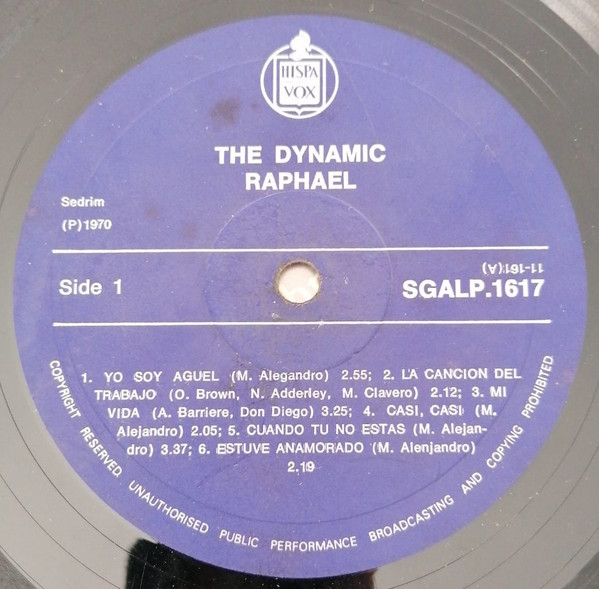 HISPA
VOX
THE DYNAMIC
RAPHAEL
Sedrim
(P)1970
Side 1
11-161(A)
SGALP.1617
1. YO SOY AGUEL (M. Alegandro) 2.55; 2. LA CANCION DEL
TRABAJO (O. Brown, N. Adderley, M. Clavero) 2.12; 3. MI
VIDA (A. Barriere, Don Diego) 3.25; 4. CASI, CASI (M.
Alejandro) 2.05; 5. CUANDO TU NO ESTAS (M. Alejan-
dro) 3.37; 6. ESTUVE ANAMORADO (M. Alenjandro)
2.19
COPYRIGHT RESERVED. UNAUTHORISED PUBLIC PERFORMANCE BROADCASTING AND COPYING PROHIBITED